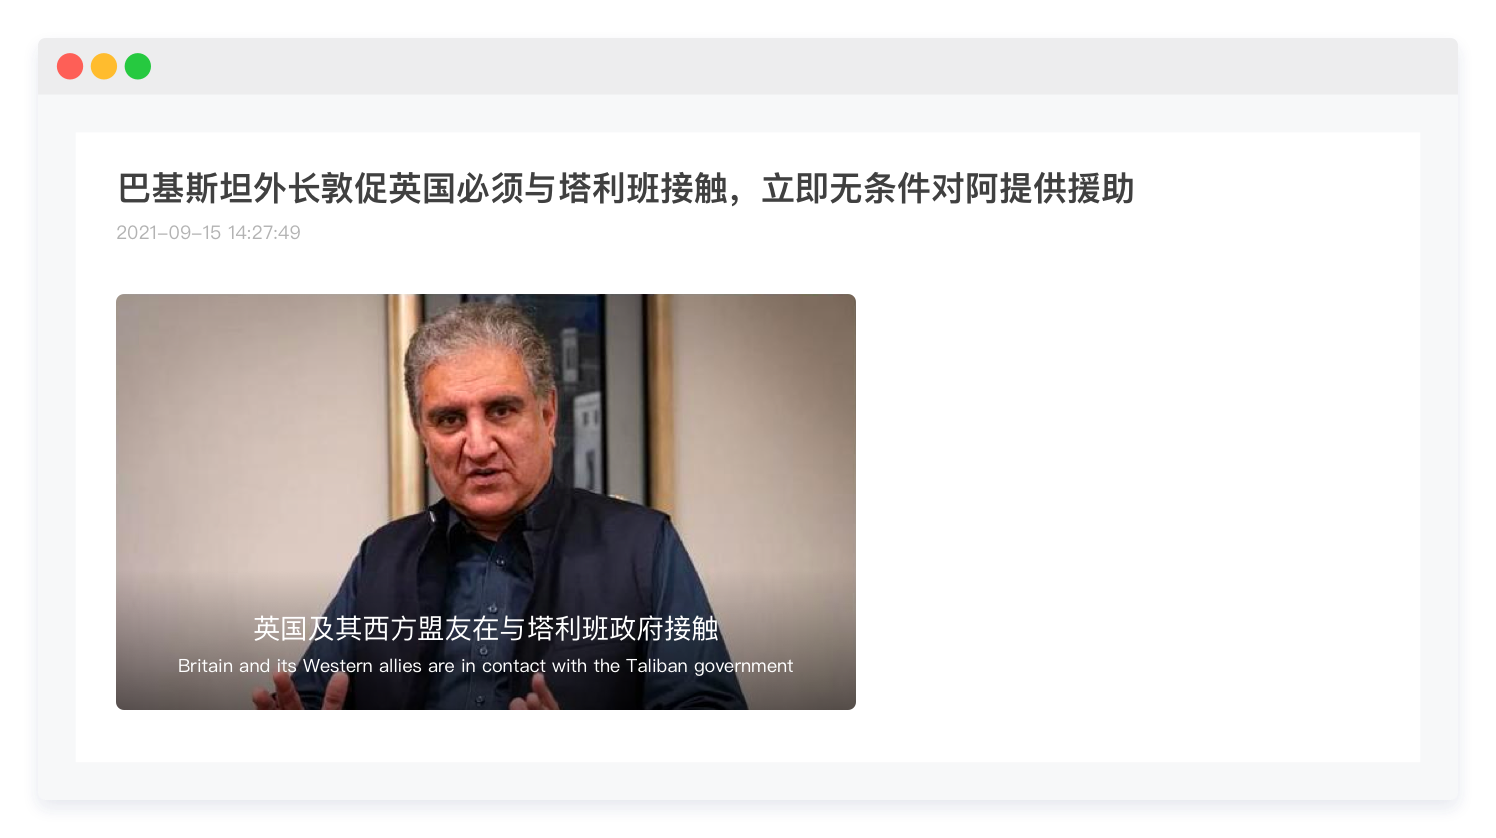 巴基斯坦外长敦促英国必须与塔利班接触，立即无条件对阿提供援助
2021-09-15 14:27:49
英国及其西方盟友在与塔利班政府接触
Britain and its Western allies are in contact with the Taliban government